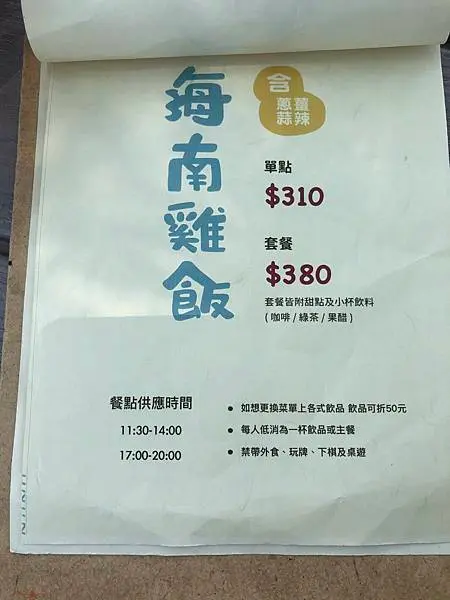 海南雞飯
含
蔥薑
蒜辣
單點
$310
套餐
$380
套餐皆附甜點及小杯飲料
( 咖啡 / 綠茶 / 果醋 )
餐點供應時間
11:30-14:00
17:00-20:00
• 如想更換菜單上各式飲品 飲品可折50元
• 每人低消為一杯飲品或主餐
• 禁帶外食、玩牌、下棋及桌遊